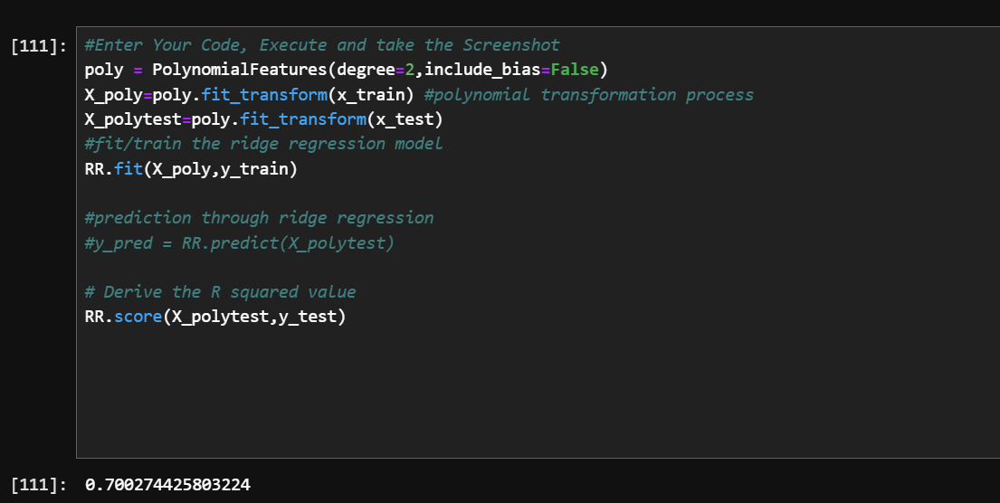 [111]: #Enter Your Code, Execute and take the Screenshot
poly = PolynomialFeatures(degree=2,include_bias=False)
X_poly=poly.fit_transform(x_train) #polynomial transformation process
X_polytest=poly.fit_transform(x_test)
#fit/train the ridge regression model
RR.fit(X_poly,y_train)
#prediction through ridge regression
#y_pred = RR.predict(X_polytest)
# Derive the R squared value
RR.score(X_polytest,y_test)
[111]: 0.700274425803224